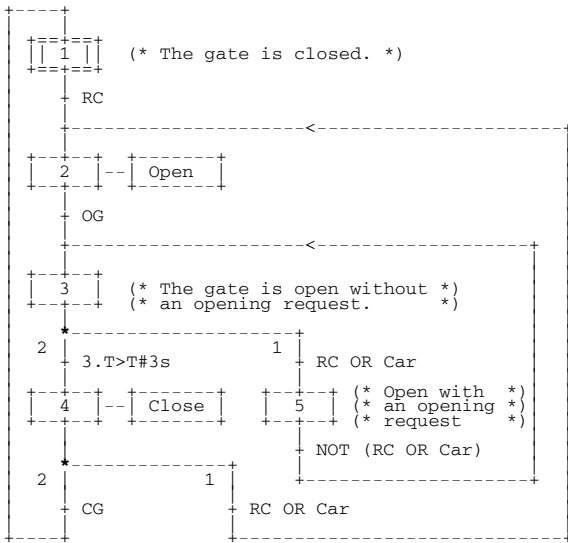 1 (* The gate is closed. *)
RC
2 Open
OG
3 (* The gate is open without *)
(* an opening request. *)
2 3.T>T#3s 1 RC OR Car
4 Close 5 (* Open with *)
(* an opening *)
(* request *)
NOT (RC OR Car)
2 CG 1 RC OR Car